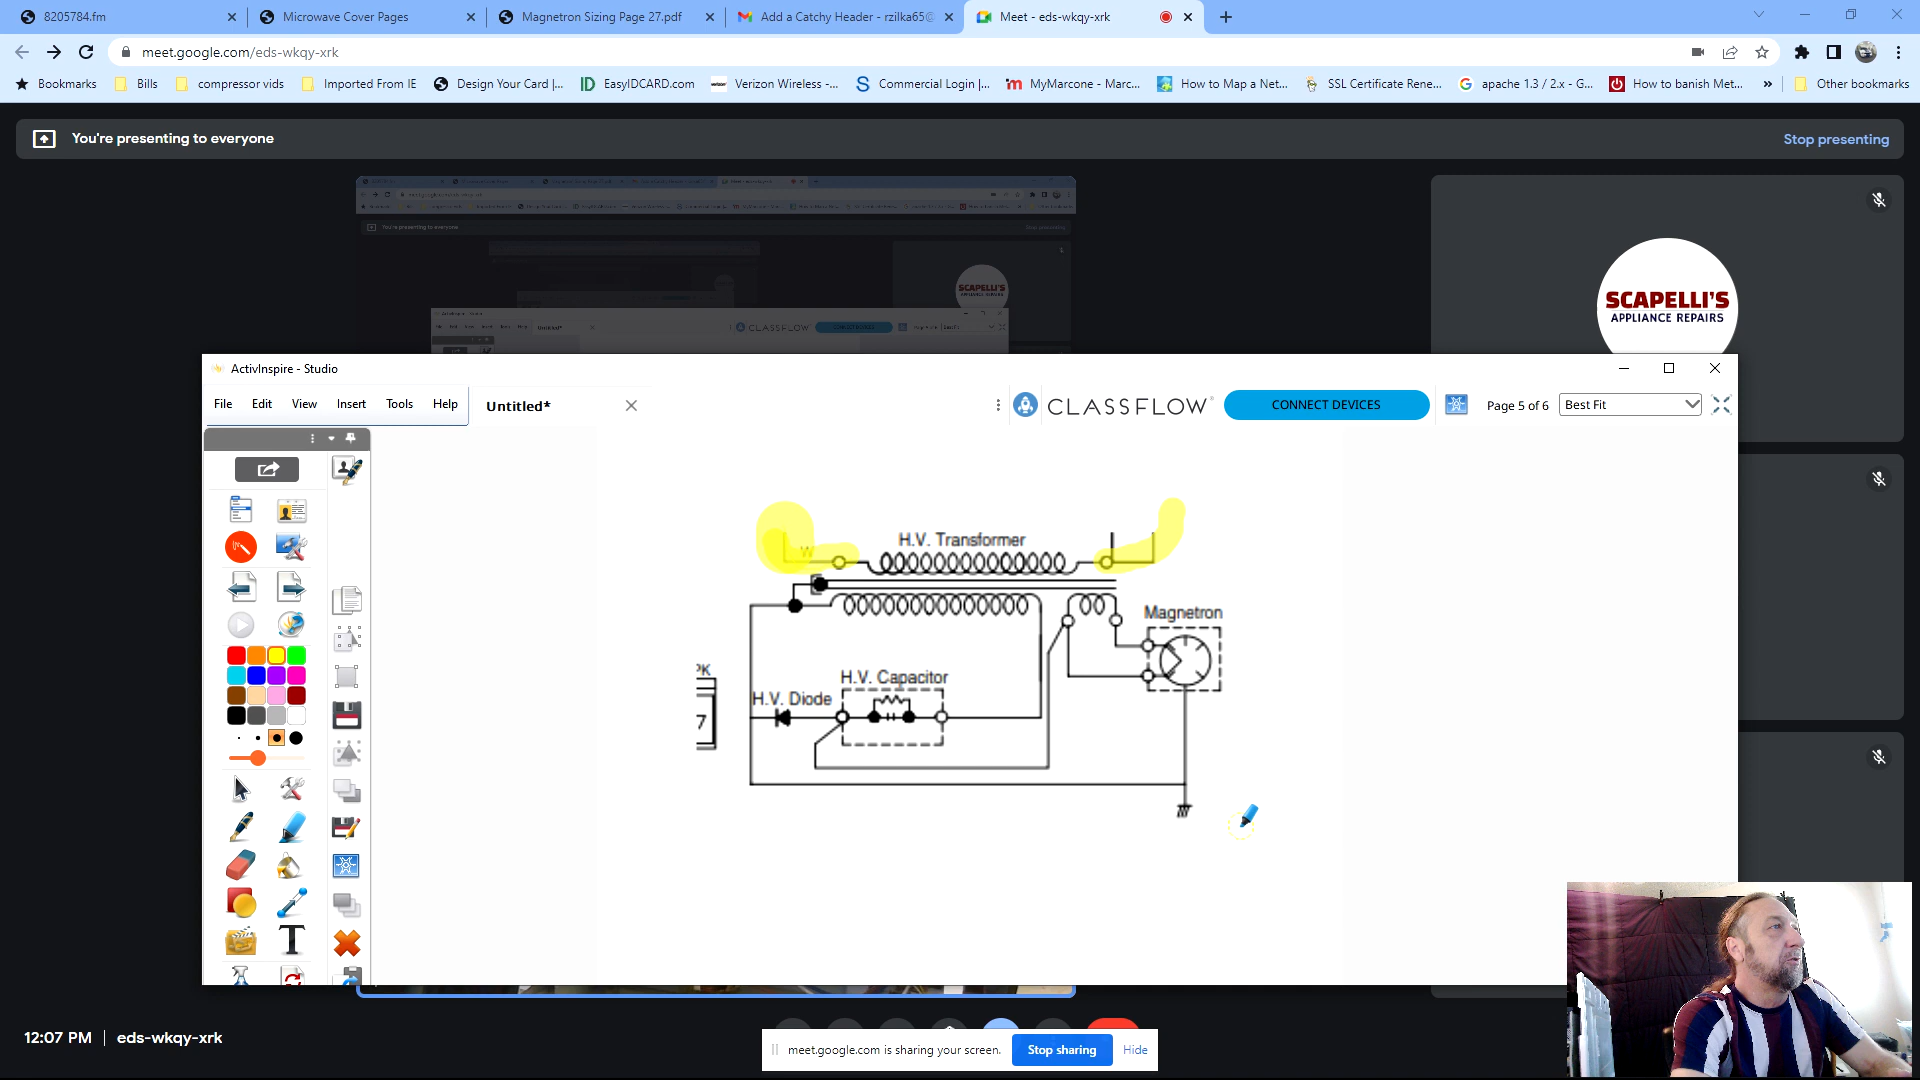 8205784.fm
Microwave Cover Pages
Magnetron Sizing Page 27.pdf
Add a Catchy Header - rzilka65@
Meet - eds-wkqy-xrk
meet.google.com/eds-wkqy-xrk
Bookmarks
Bills
compressor vids
Imported From IE
Design Your Card |...
EasyIDCARD.com
Verizon Wireless -...
Commercial Login |...
MyMarcone - Marc...
How to Map a Net...
SSL Certificate Rene...
apache 1.3 / 2.x - G...
How to banish Met...
»
Other bookmarks
You're presenting to everyone
Stop presenting
SCAPELLI'S
APPLIANCE REPAIRS
SCAPELLI'S
APPLIANCE REPAIRS
ActivInspire - Studio
File
Edit
View
Insert
Tools
Help
Untitled*
CLASSFLOW
CONNECT DEVICES
Page 5 of 6
Best Fit
H.V. Transformer
Magnetron
H.V. Capacitor
H.V. Diode
7
12:07 PM
eds-wkqy-xrk
meet.google.com is sharing your screen.
Stop sharing
Hide